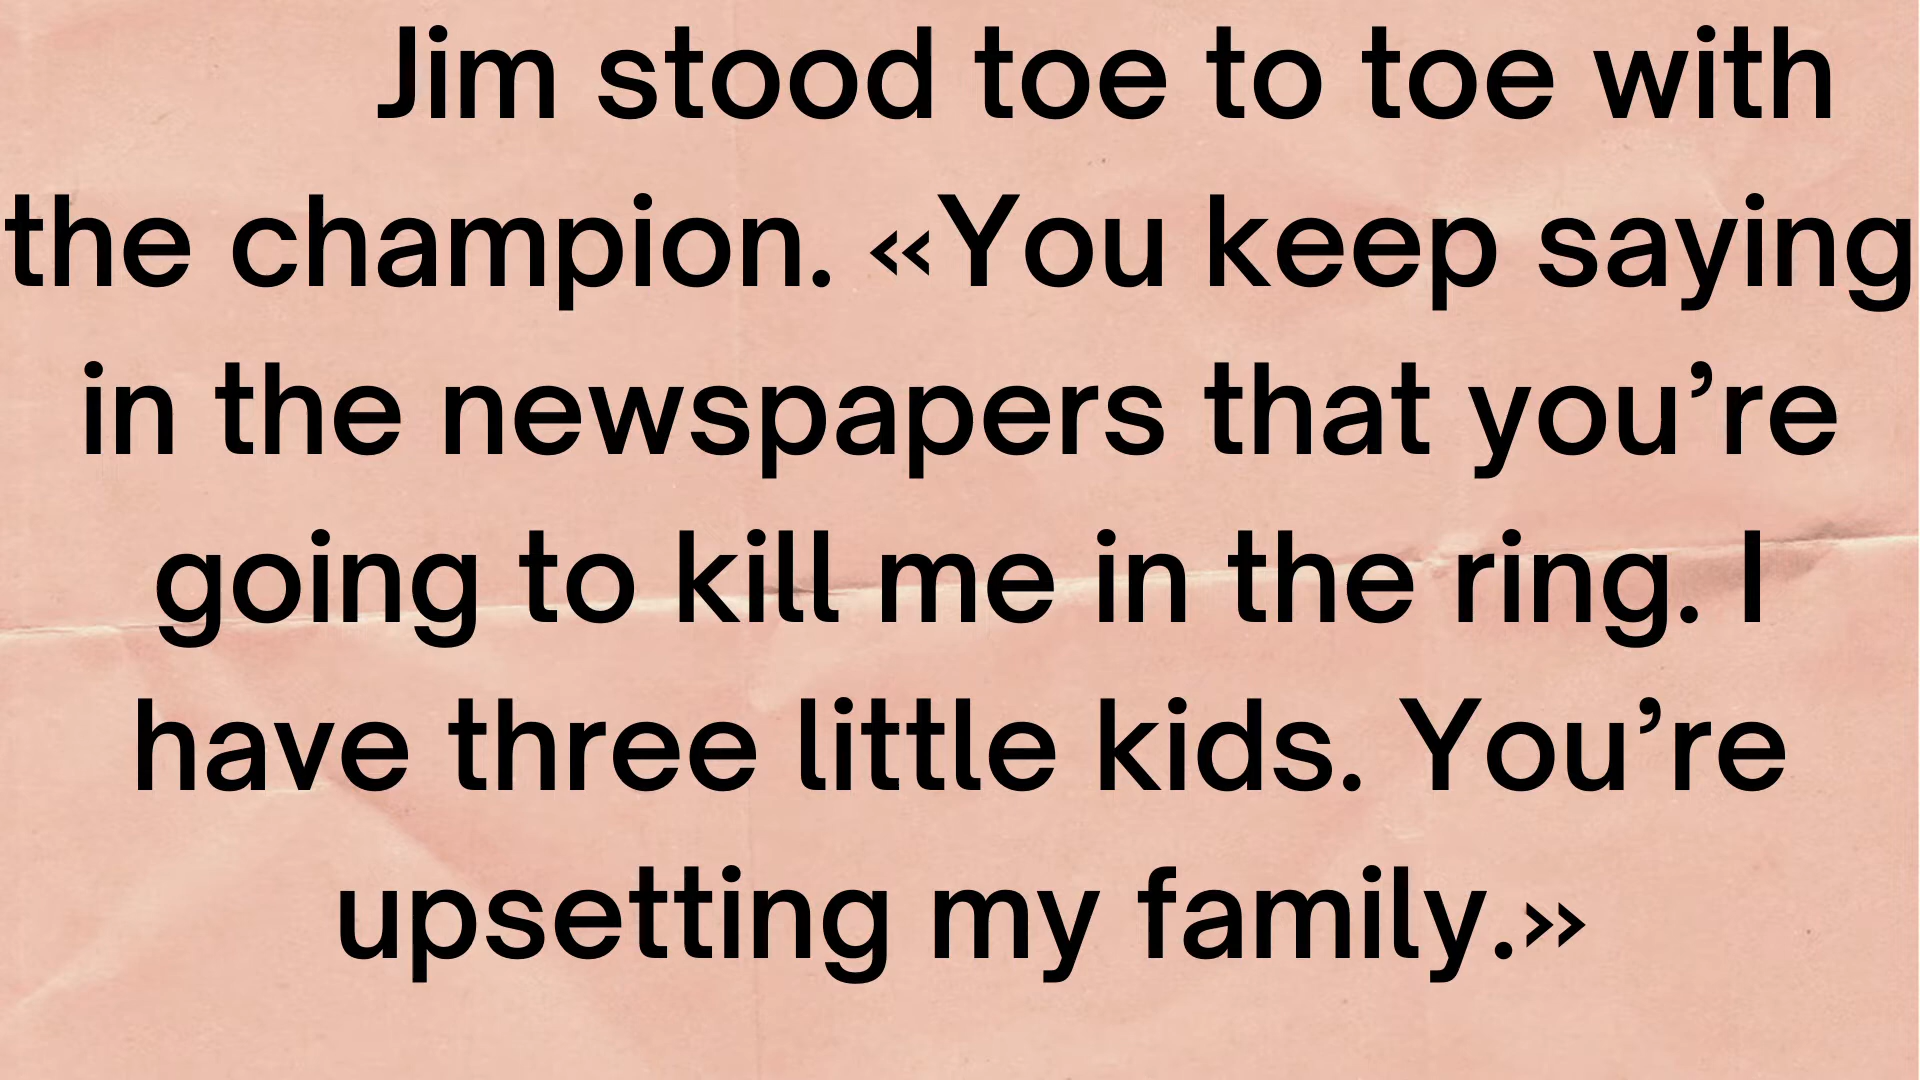 Jim stood toe to toe with
the champion. «You keep saying
in the newspapers that you’re
going to kill me in the ring. I
have three little kids. You’re
upsetting my family.»